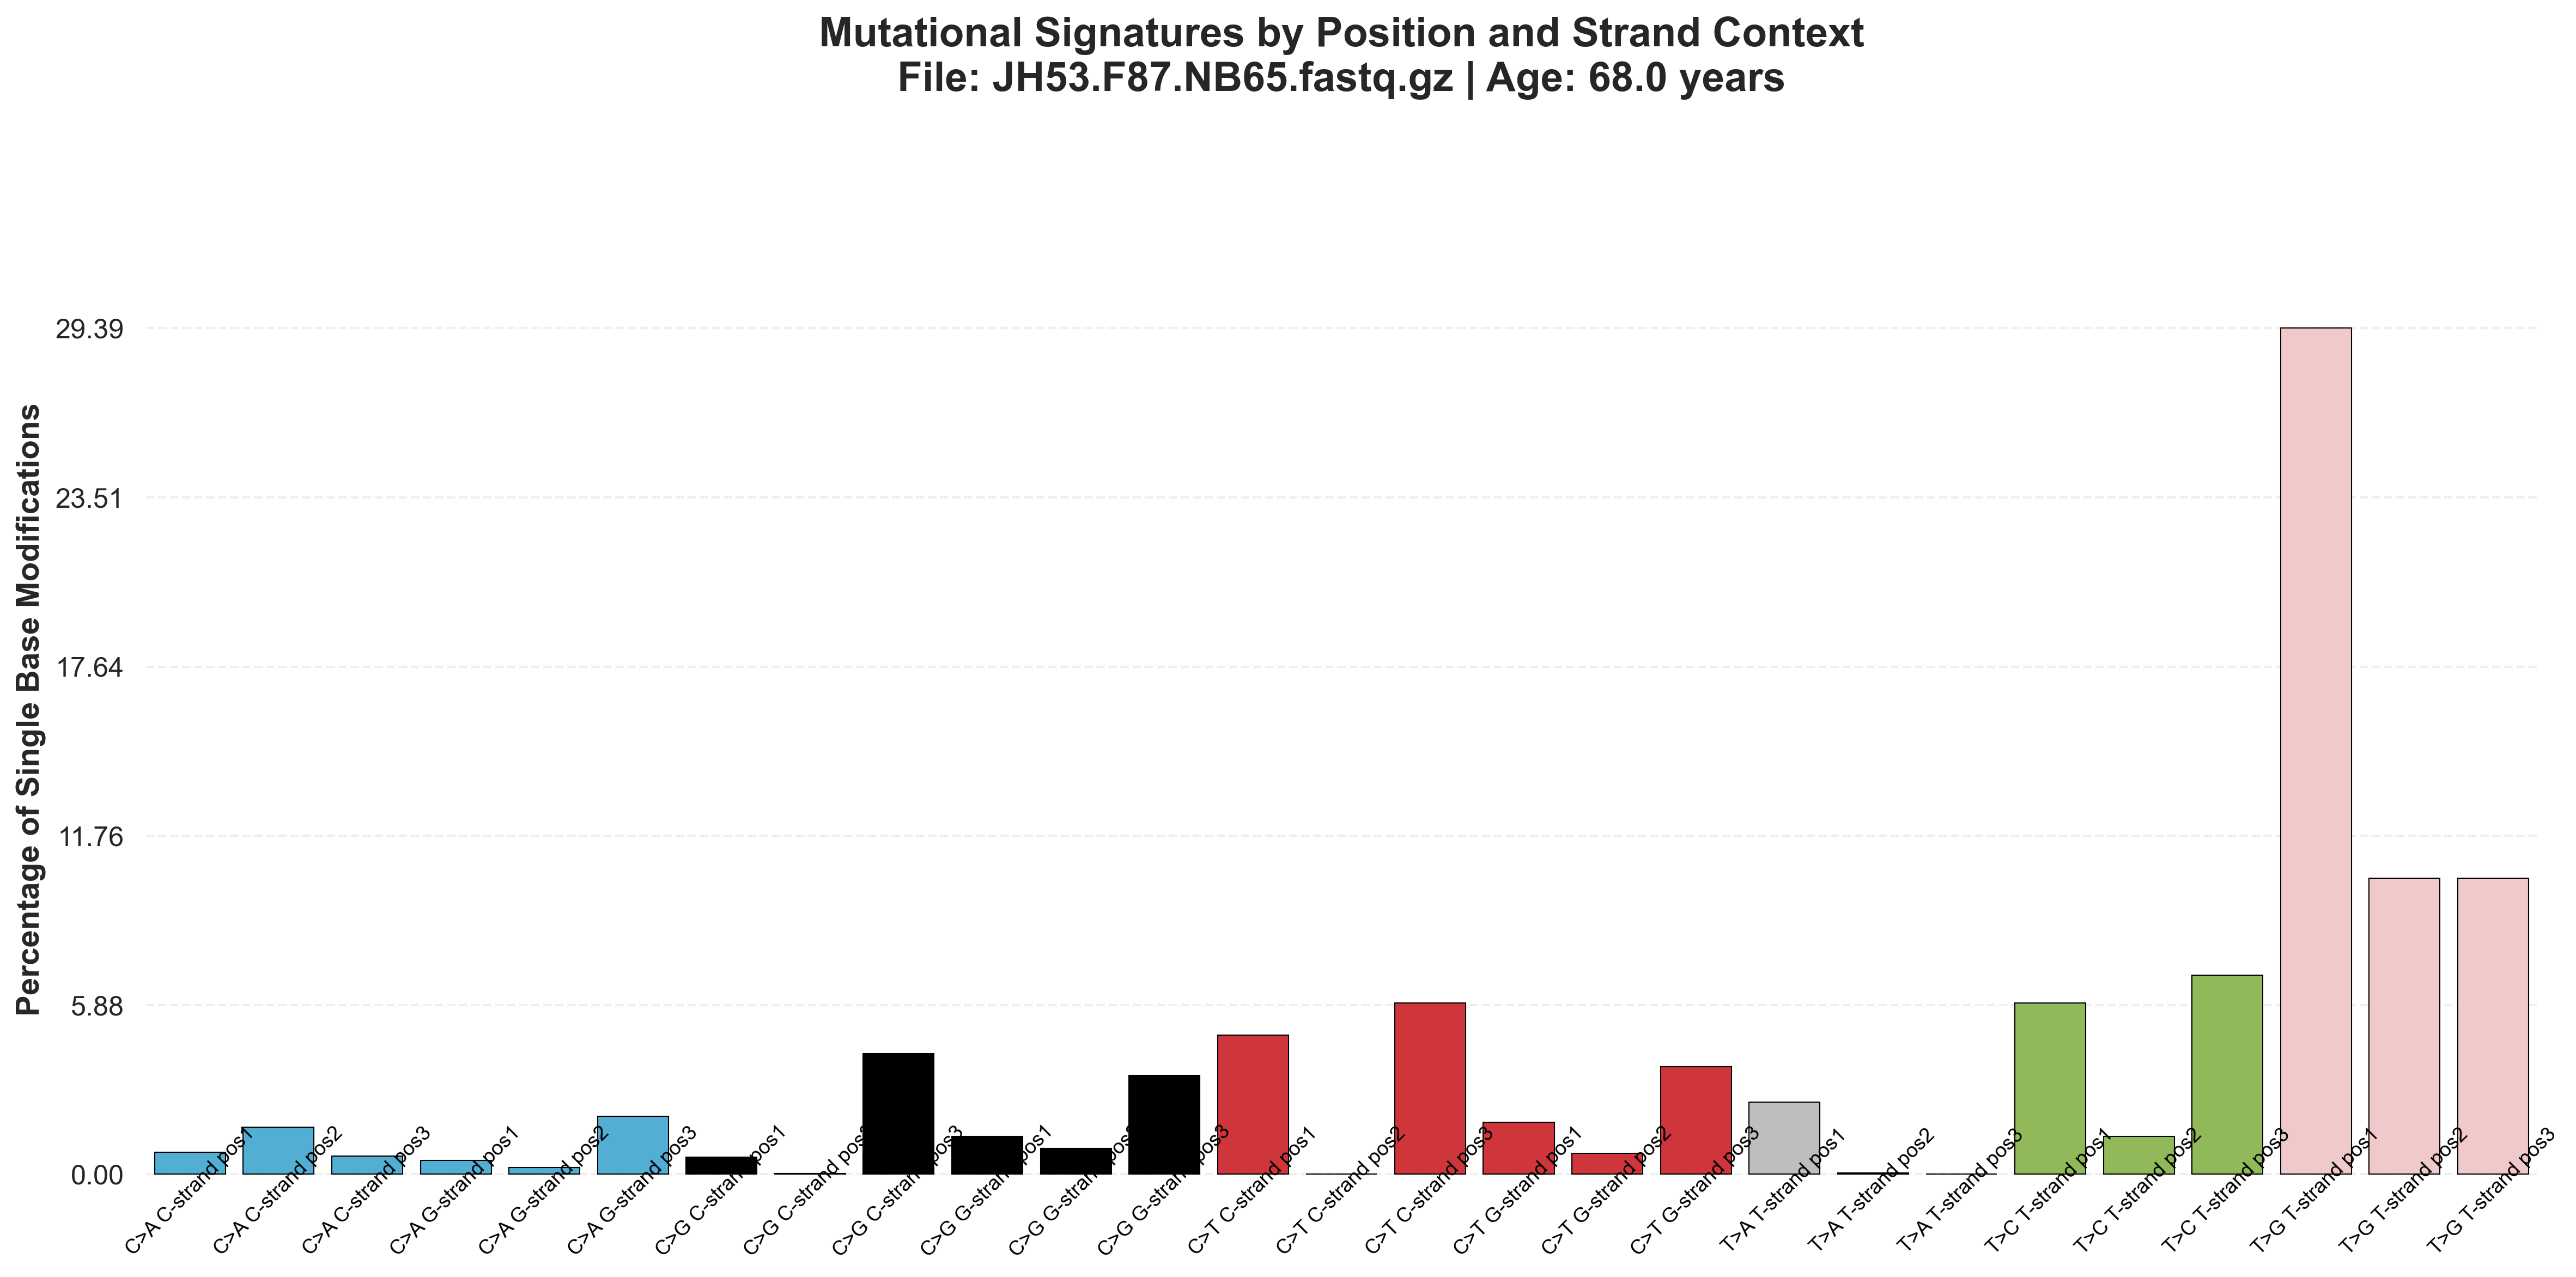 Mutational Signatures by Position and Strand Context
File: JH53.F87.NB65.fastq.gz | Age: 68.0 years
Percentage of Single Base Modifications
29.39
23.51
17.64
11.76
5.88
0.00
C>A C-strand pos1
C>A C-strand pos2
C>A C-strand pos3
C>A G-strand pos1
C>A G-strand pos2
C>A G-strand pos3
C>G C-strand pos1
C>G C-strand pos2
C>G C-strand pos3
C>G G-strand pos1
C>G G-strand pos2
C>G G-strand pos3
C>T C-strand pos1
C>T C-strand pos2
C>T C-strand pos3
C>T G-strand pos1
C>T G-strand pos2
C>T G-strand pos3
T>A T-strand pos1
T>A T-strand pos2
T>A T-strand pos3
T>C T-strand pos1
T>C T-strand pos2
T>C T-strand pos3
T>G T-strand pos1
T>G T-strand pos2
T>G T-strand pos3